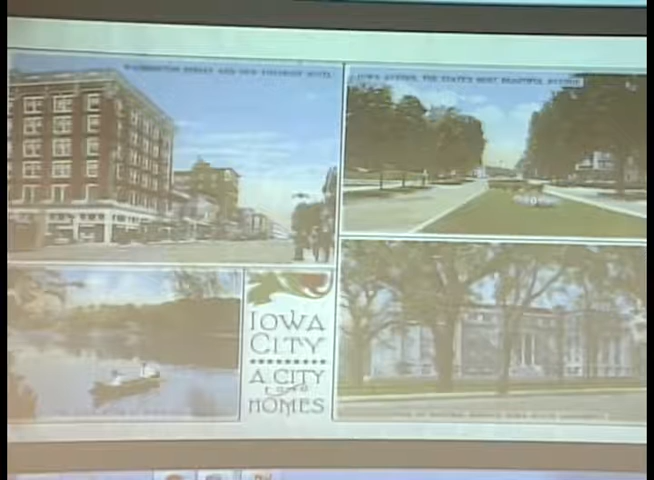 WASHINGTON STREET AND NEW JEFFERSON HOTEL
IOWA AVENUE, THE STATE'S MOST BEAUTIFUL AVENUE
IOWA
CITY
A CITY
HOMES